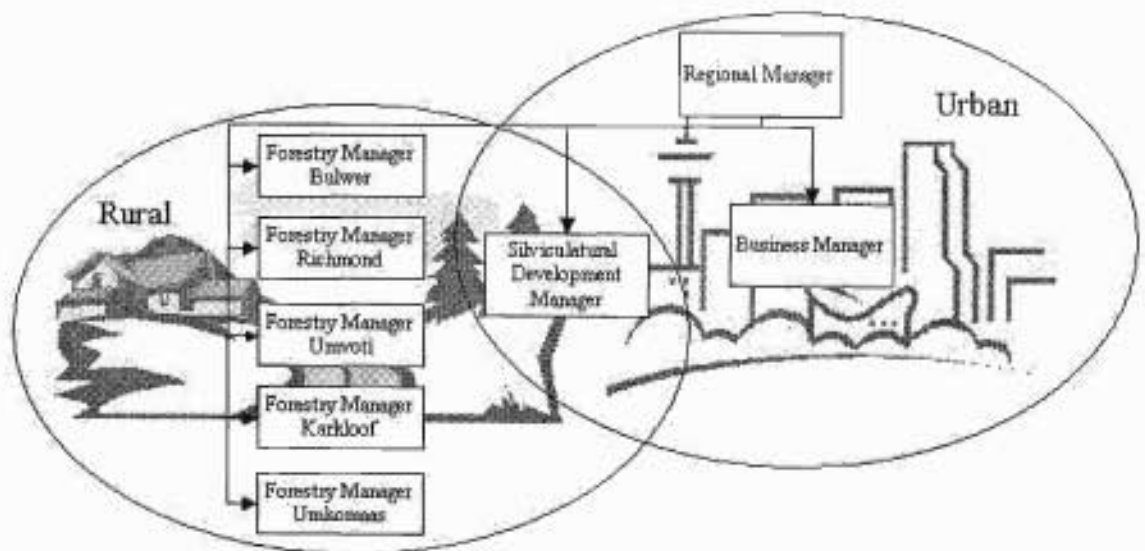 Regional Manager
Urban
Forestry Manager
Bulwer
Rural
Forestry Manager
Richmond
Silviculatural
Development
Manager
Business Manager
Forestry Manager
Umvoti
Forestry Manager
Karkloof
Forestry Manager
Umkomaas